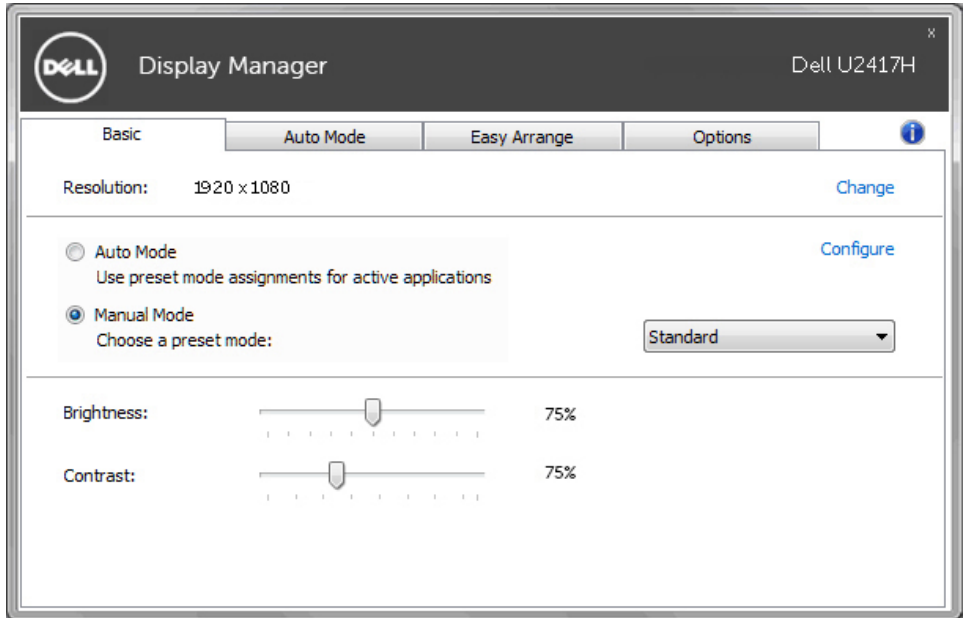 x
DELL Display Manager Dell U2417H
Basic Auto Mode Easy Arrange Options i
Resolution: 1920 x 1080 Change
Auto Mode Configure
Use preset mode assignments for active applications
Manual Mode
Choose a preset mode: Standard
Brightness: 75%
Contrast: 75%